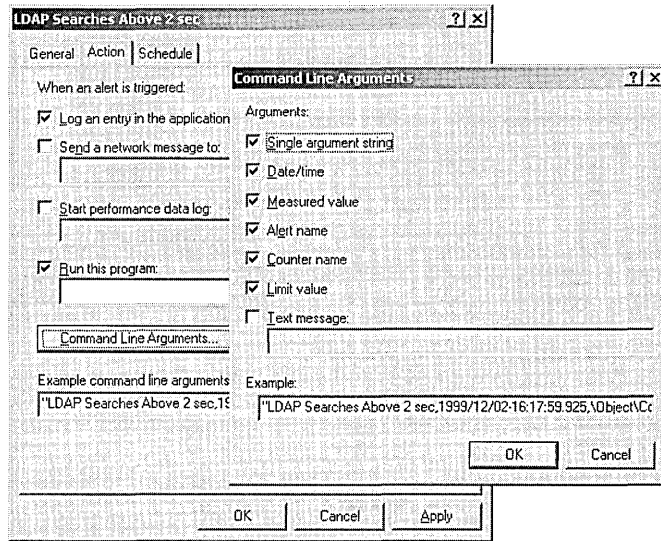 LDAP Searches Above 2 sec
General Action Schedule
When an alert is triggered:
Log an entry in the application
Send a network message to:
Start performance data log:
Run this program:
Command Line Arguments...
Example command line arguments
"LDAP Searches Above 2 sec,19
OK Cancel Apply
Command Line Arguments
Arguments:
Single argument string
Date/time
Measured value
Alert name
Counter name
Limit value
Text message:
Example:
"LDAP Searches Above 2 sec,1999/12/02-16:17:59.925,\Object\Co
OK Cancel